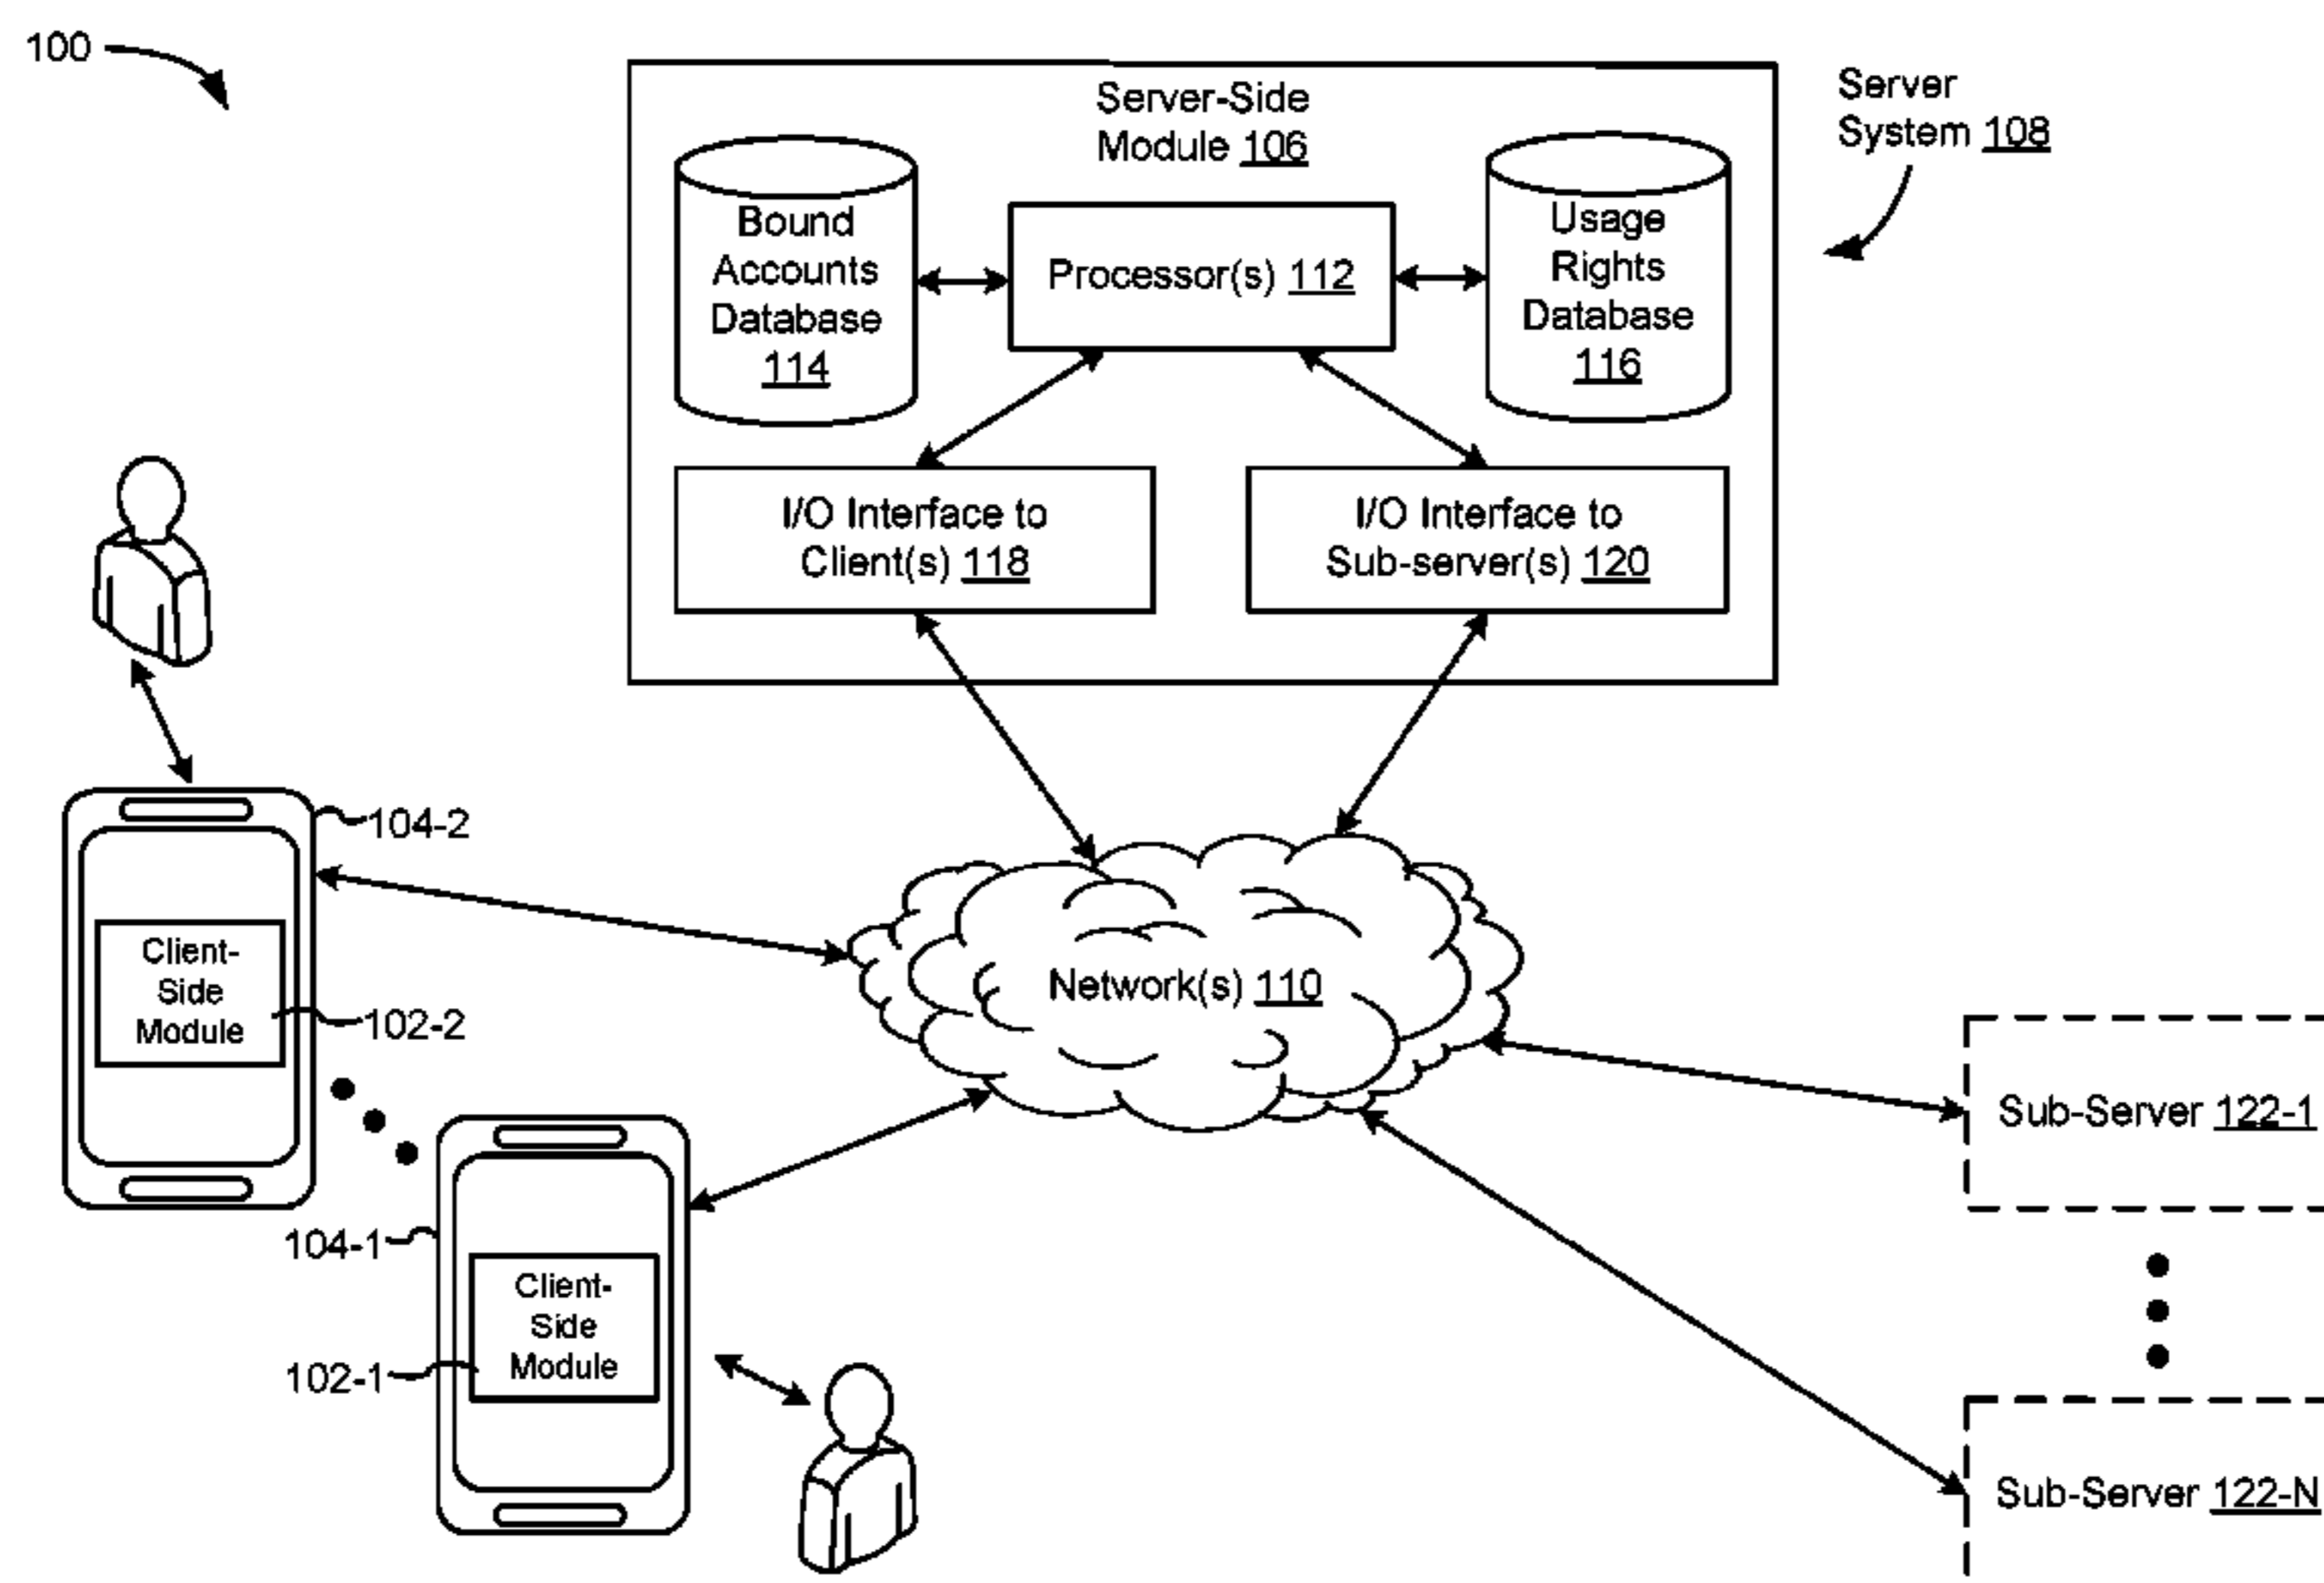 100
Server-Side
Module 106
Server
System 108
Bound
Accounts
Database
114
Processor(s) 112
Usage
Rights
Database
116
I/O Interface to
Client(s) 118
I/O Interface to
Sub-server(s) 120
104-2
Client-
Side
Module
102-2
Network(s) 110
Sub-Server 122-1
104-1
Client-
Side
Module
102-1
Sub-Server 122-N